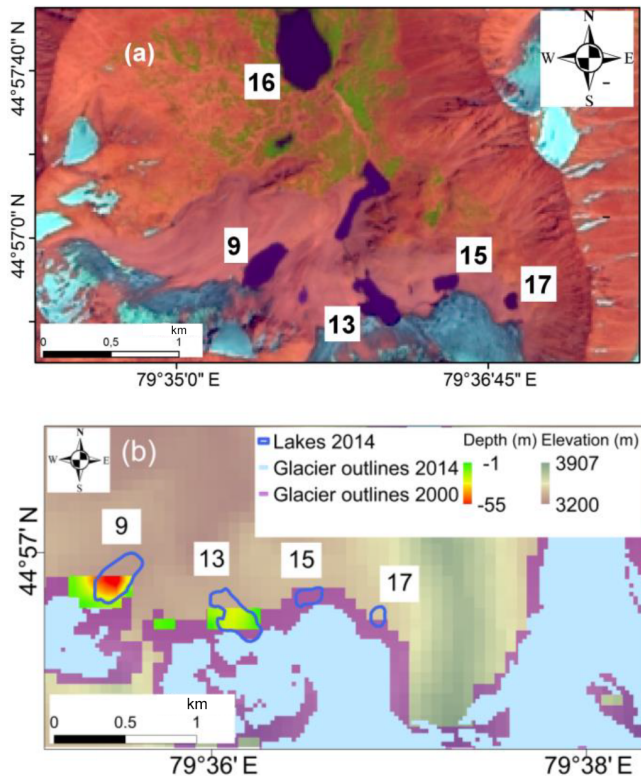 (a)
N
W E
S
44°57'40" N
44°57'0" N
16
9
15
17
13
km
0 0,5 1
79°35'0" E
79°36'45" E
(b)
N
W E
S
Lakes 2014
Glacier outlines 2014
Glacier outlines 2000
Depth (m)
-1
-55
Elevation (m)
3907
3200
44°57' N
9
13
15
17
km
0 0.5 1
79°36' E
79°38' E